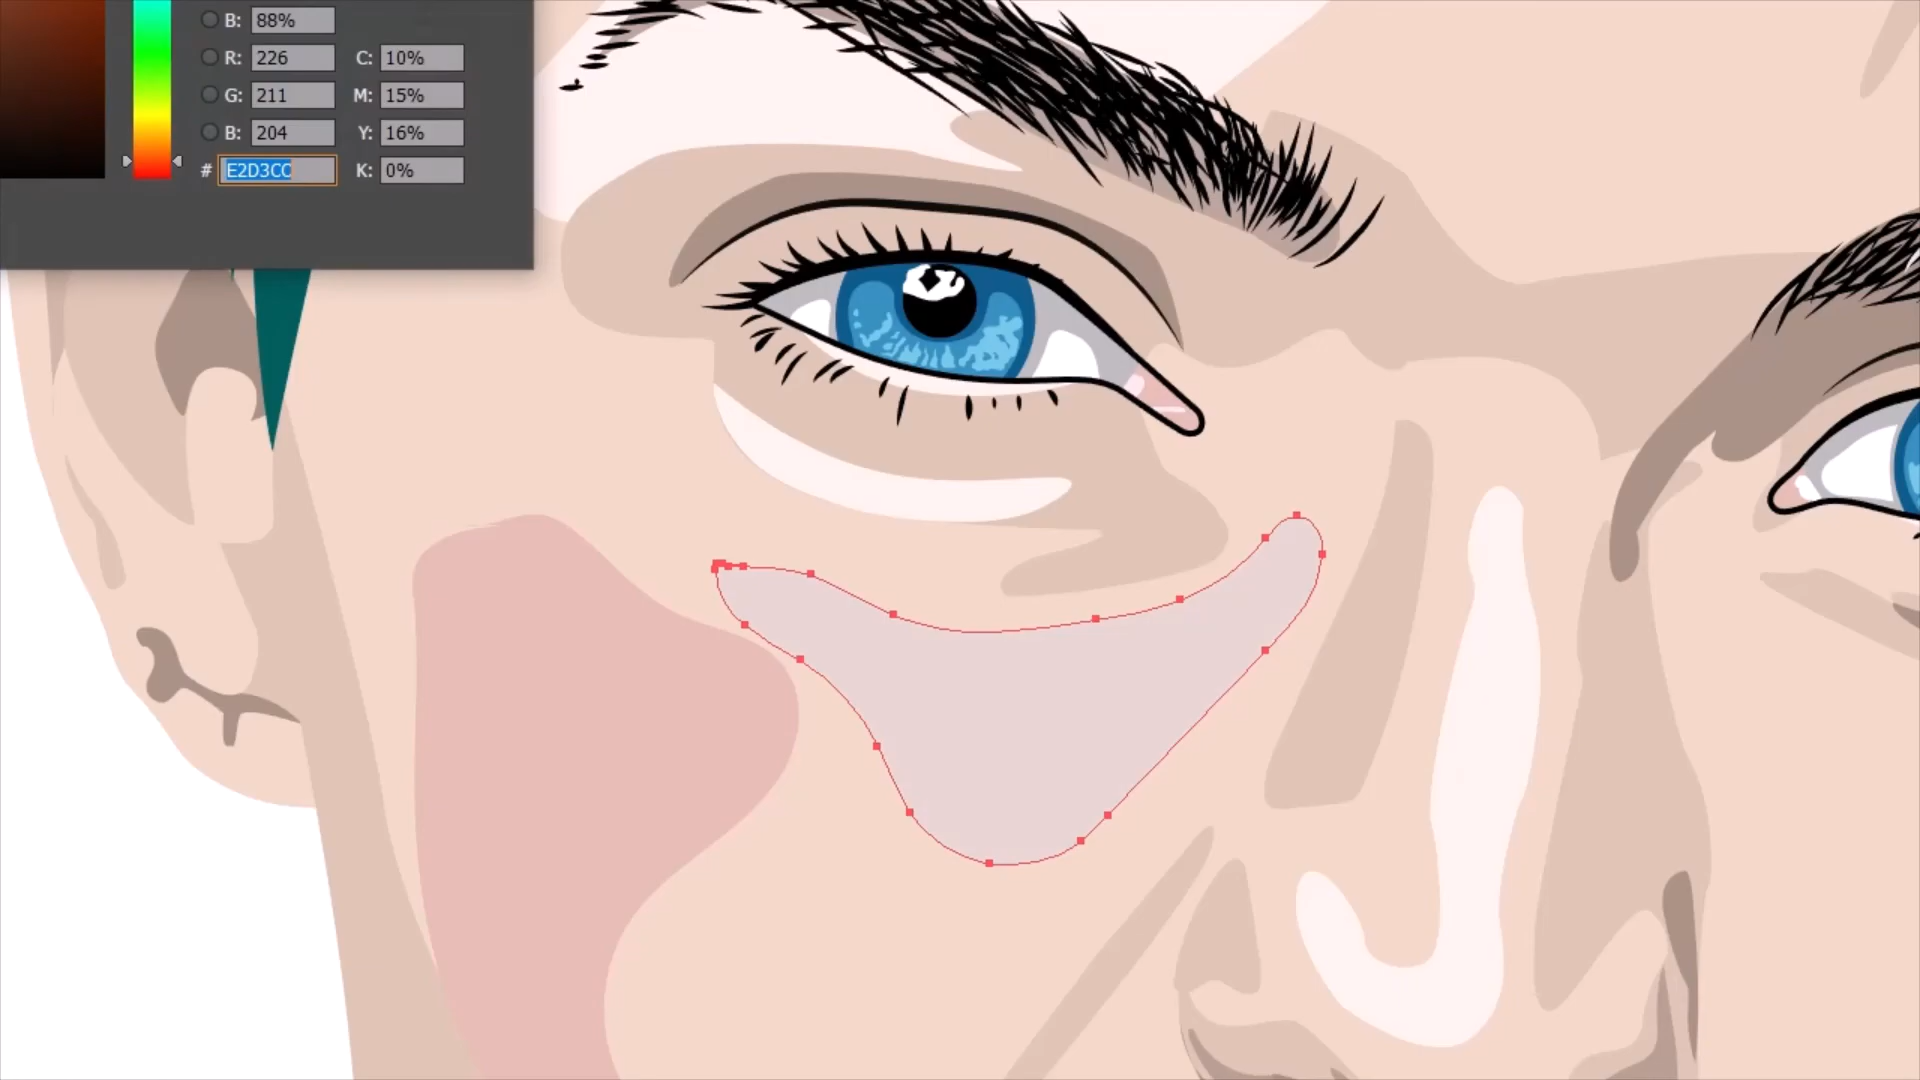 B: 88%
R: 226 C: 10%
G: 211 M: 15%
B: 204 Y: 16%
# E2D3CC K: 0%